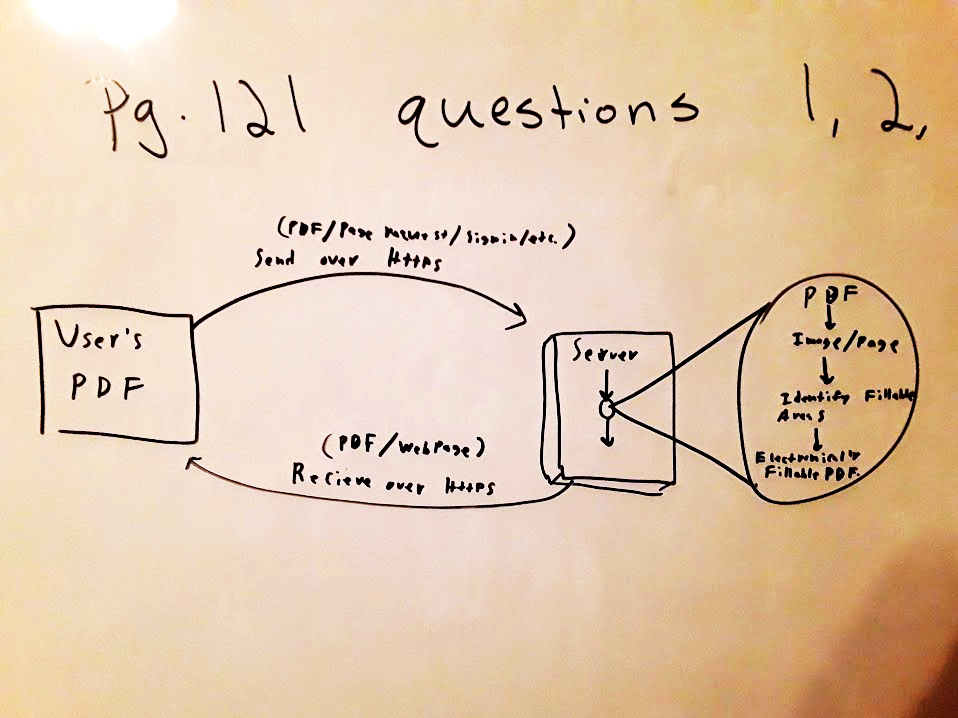 Pg. 121 questions 1, 2,
(PDF/Page request/signin/etc.)
Send over HTTPS
User's
PDF
Server
(PDF/webpage)
Recieve over HTTPS
PDF
Image/Page
Identify Fillable
Areas
Electronically
Fillable PDF.